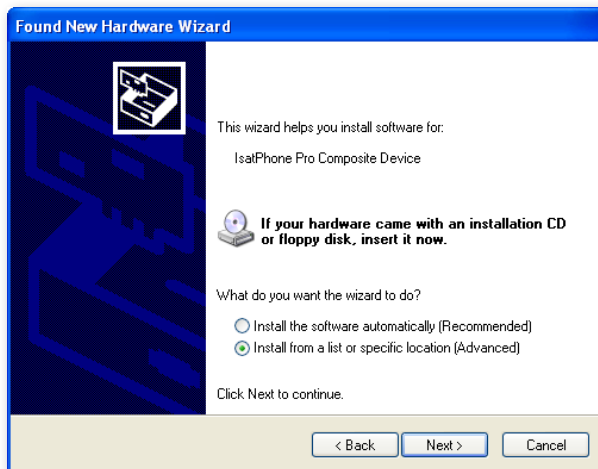 Found New Hardware Wizard
This wizard helps you install software for:
IsatPhone Pro Composite Device
If your hardware came with an installation CD
or floppy disk, insert it now.
What do you want the wizard to do?
Install the software automatically (Recommended)
Install from a list or specific location (Advanced)
Click Next to continue.
< Back
Next >
Cancel